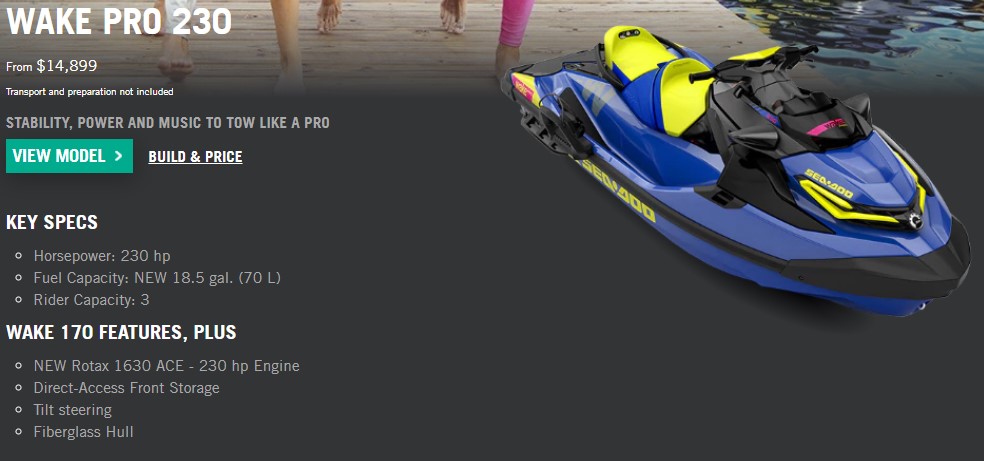 WAKE PRO 230
From $14,899
Transport and preparation not included
STABILITY, POWER AND MUSIC TO TOW LIKE A PRO
VIEW MODEL >
BUILD & PRICE
KEY SPECS
Horsepower: 230 hp
Fuel Capacity: NEW 18.5 gal. (70 L)
Rider Capacity: 3
WAKE 170 FEATURES, PLUS
NEW Rotax 1630 ACE - 230 hp Engine
Direct-Access Front Storage
Tilt steering
Fiberglass Hull
SEA-DOO
SEA-DOO